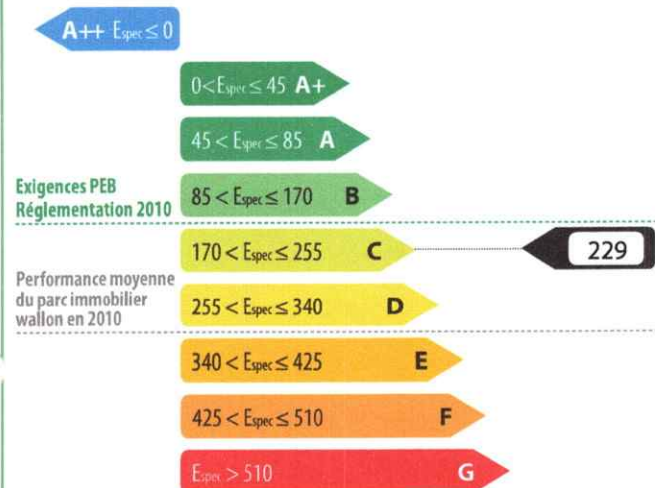 A++ Espec ≤ 0
0 < Espec ≤ 45 A+
45 < Espec ≤ 85 A
Exigences PEB
Réglementation 2010
85 < Espec ≤ 170 B
170 < Espec ≤ 255 C
229
Performance moyenne
du parc immobilier
wallon en 2010
255 < Espec ≤ 340 D
340 < Espec ≤ 425 E
425 < Espec ≤ 510 F
Espec > 510 G